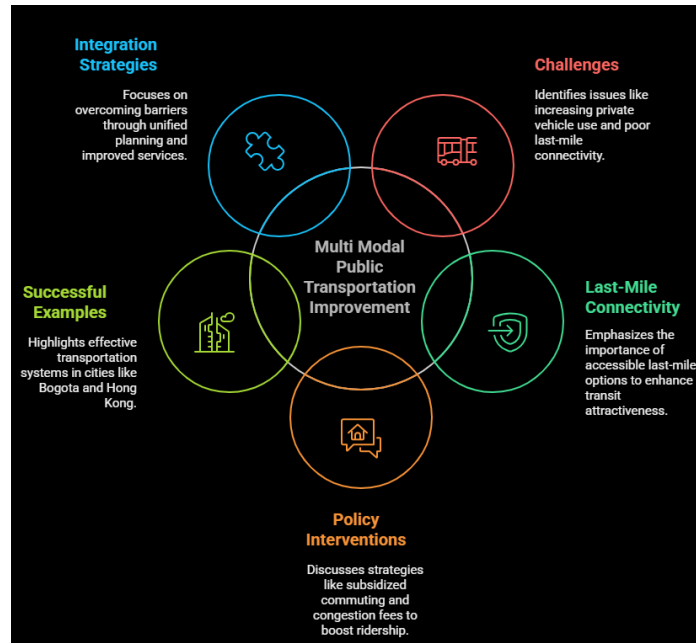 Integration
Strategies
Focuses on
overcoming barriers
through unified
planning and
improved services.
Challenges
Identifies issues like
increasing private
vehicle use and poor
last-mile
connectivity.
Multi Modal
Public
Transportation
Improvement
Successful
Examples
Highlights effective
transportation
systems in cities like
Bogota and Hong
Kong.
Last-Mile
Connectivity
Emphasizes the
importance of
accessible last-mile
options to enhance
transit
attractiveness.
Policy
Interventions
Discusses strategies
like subsidized
commuting and
congestion fees to
boost ridership.